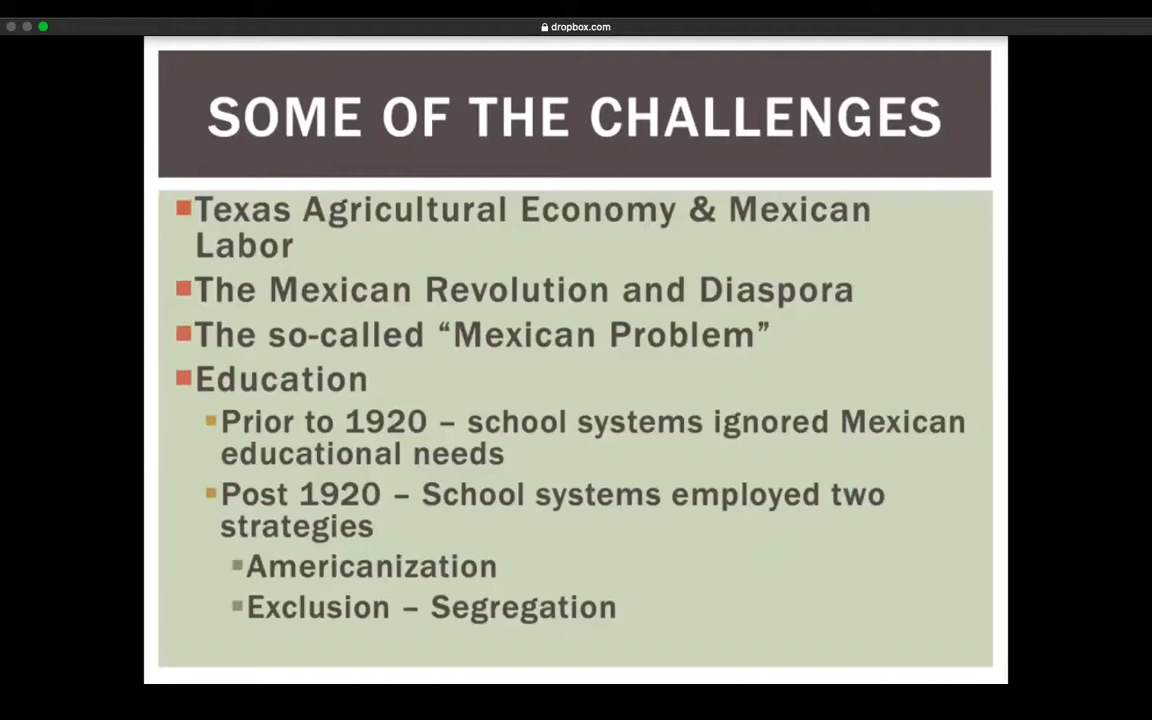 dropbox.com
SOME OF THE CHALLENGES
Texas Agricultural Economy & Mexican
Labor
The Mexican Revolution and Diaspora
The so-called “Mexican Problem”
Education
Prior to 1920 – school systems ignored Mexican
educational needs
Post 1920 – School systems employed two
strategies
Americanization
Exclusion – Segregation